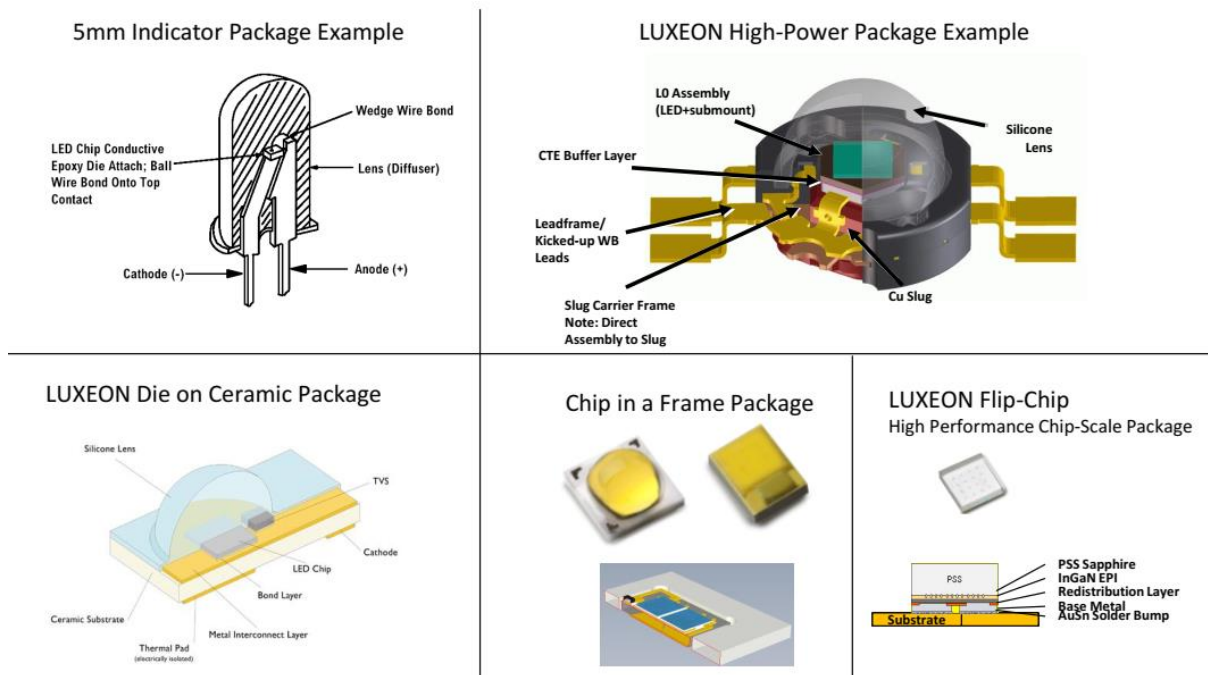 5mm Indicator Package Example
Wedge Wire Bond
LED Chip Conductive
Epoxy Die Attach; Ball
Wire Bond Onto Top
Contact
Lens (Diffuser)
Cathode (-)
Anode (+)
LUXEON High-Power Package Example
L0 Assembly
(LED+submount)
Silicone
Lens
CTE Buffer Layer
Leadframe/
Kicked-up WB
Leads
Cu Slug
Slug Carrier Frame
Note: Direct
Assembly to Slug
LUXEON Die on Ceramic Package
Silicone Lens
TVS
Cathode
LED Chip
Bond Layer
Ceramic Substrate
Metal Interconnect Layer
Thermal Pad
(electrically isolated)
Chip in a Frame Package
LUXEON Flip-Chip
High Performance Chip-Scale Package
PSS
PSS Sapphire
InGaN EPI
Redistribution Layer
Base Metal
AuSn Solder Bump
Substrate